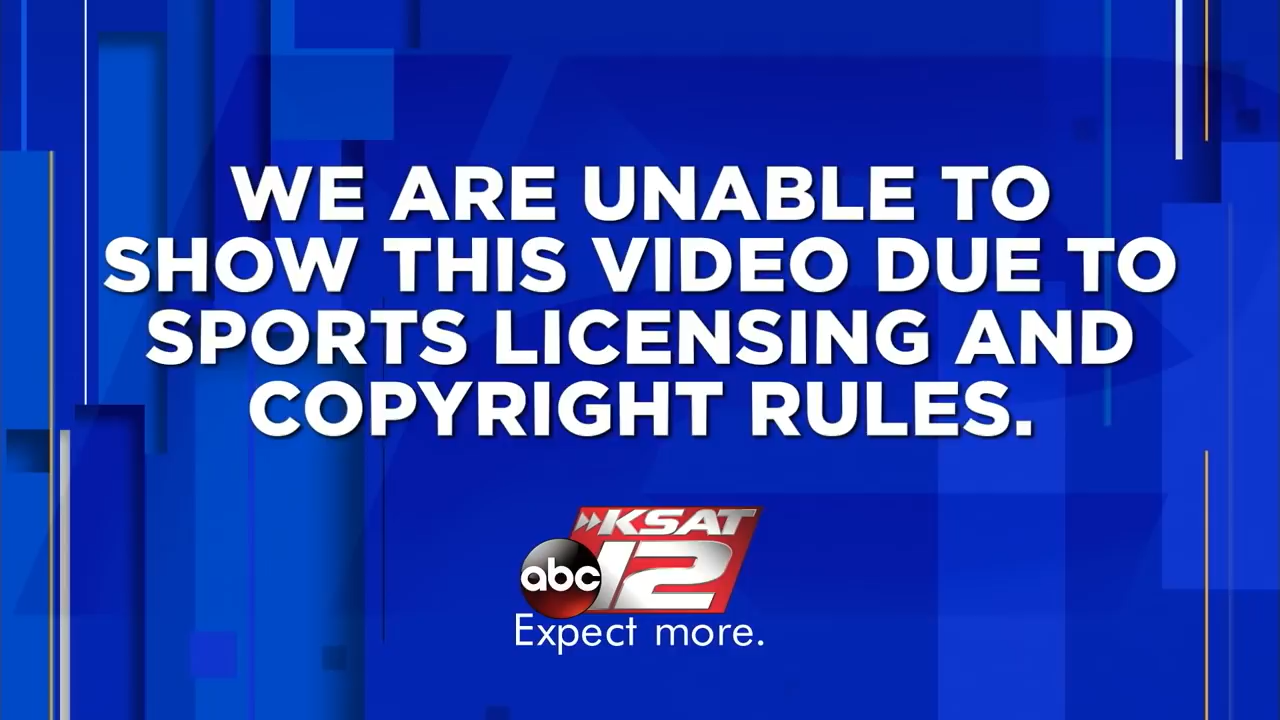 WE ARE UNABLE TO
SHOW THIS VIDEO DUE TO
SPORTS LICENSING AND
COPYRIGHT RULES.
KSAT
abc 12
Expect more.